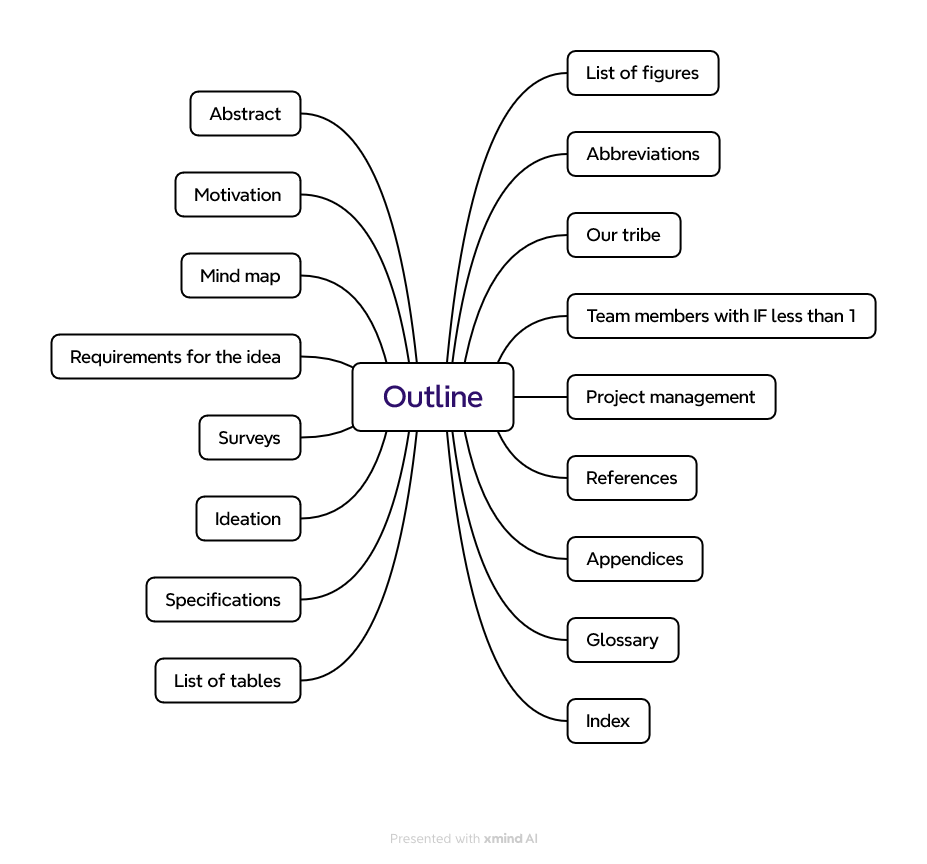 Outline
List of figures
Abbreviations
Our tribe
Team members with IF less than 1
Project management
References
Appendices
Glossary
Index
Abstract
Motivation
Mind map
Requirements for the idea
Surveys
Ideation
Specifications
List of tables
Presented with xmind AI